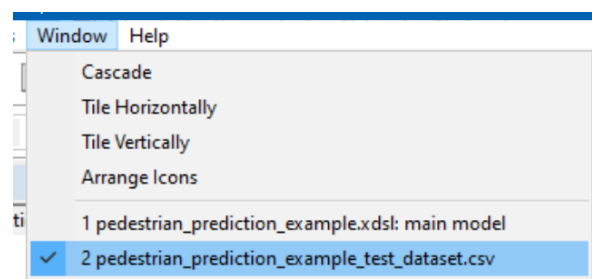 Window Help
Cascade
Tile Horizontally
Tile Vertically
Arrange Icons
1 pedestrian_prediction_example.xdsl: main model
2 pedestrian_prediction_example_test_dataset.csv